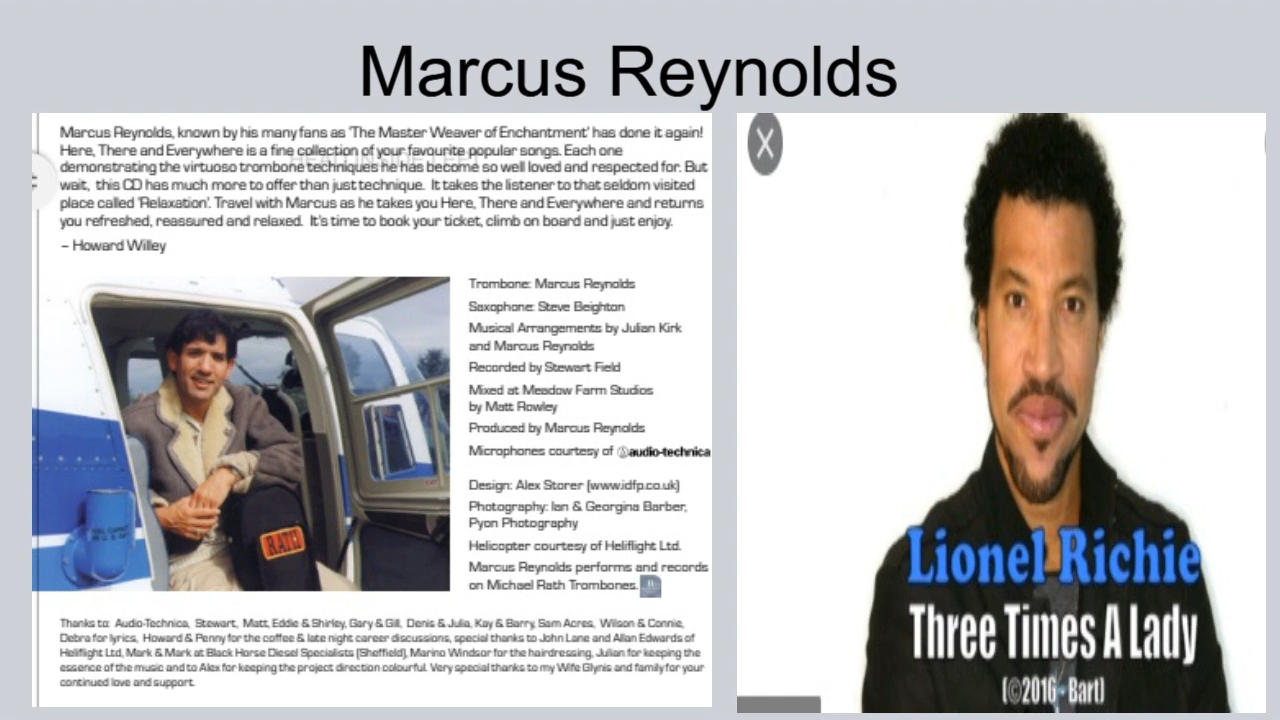 Marcus Reynolds
Marcus Reynolds, known by his many fans as 'The Master Weaver of Enchantment' has done it again!
Here, There and Everywhere is a fine collection of your favourite popular songs. Each one
demonstrating the virtuoso trombone techniques he has become so well loved and respected for. But
wait, this CD has much more to offer than just technique. It takes the listener to that seldom visited
place called 'Relaxation'. Travel with Marcus as he takes you Here, There and Everywhere and returns
you refreshed, reassured and relaxed. It's time to book your ticket, climb on board and just enjoy.
– Howard Willey
Trombone: Marcus Reynolds
Saxophone: Steve Beighton
Musical Arrangements by Julian Kirk
and Marcus Reynolds
Recorded by Stewart Field
Mixed at Meadow Farm Studios
by Matt Rowley
Produced by Marcus Reynolds
Microphones courtesy of audio-technica
Design: Alex Storer (www.idfp.co.uk)
Photography: Ian & Georgina Barber,
Pyon Photography
Helicopter courtesy of Heliflight Ltd.
Marcus Reynolds performs and records
on Michael Rath Trombones.
RATH
Thanks to: Audio-Technica, Stewart, Matt, Eddie & Shirley, Gary & Gill, Denis & Julia, Kay & Barry, Sam Acres, Wilson & Connie,
Debra for lyrics, Howard & Penny for the coffee & late night career discussions, special thanks to John Lane and Allan Edwards of
Heliflight Ltd, Mark & Mark at Black Horse Diesel Specialists (Sheffield), Marino Windsor for the hairdressing, Julian for keeping the
essence of the music and to Alex for keeping the project direction colourful. Very special thanks to my Wife Glynis and family for your
continued love and support.
Lionel Richie
Three Times A Lady
(©2016 - Bart)